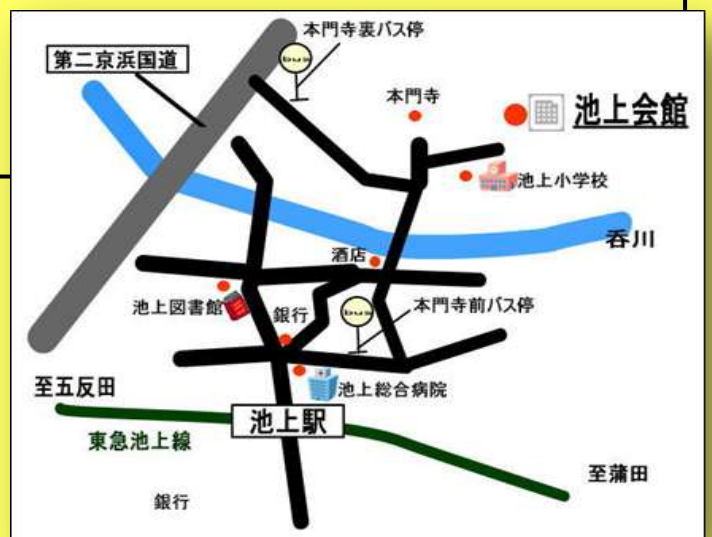 本門寺裏バス停
第二京浜国道
bus
本門寺
池上会館
池上小学校
呑川
酒店
池上図書館
銀行
bus
本門寺前バス停
至五反田
池上総合病院
池上駅
東急池上線
至蒲田
銀行